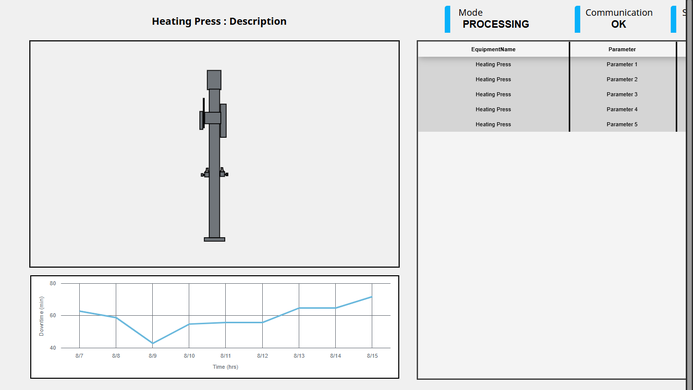 Heating Press : Description
Mode
PROCESSING
Communication
OK
EquipmentName Parameter
Heating Press Parameter 1
Heating Press Parameter 2
Heating Press Parameter 3
Heating Press Parameter 4
Heating Press Parameter 5
80
60
40
Downtime (min)
8/7 8/8 8/9 8/10 8/11 8/12 8/13 8/14 8/15
Time (hrs)